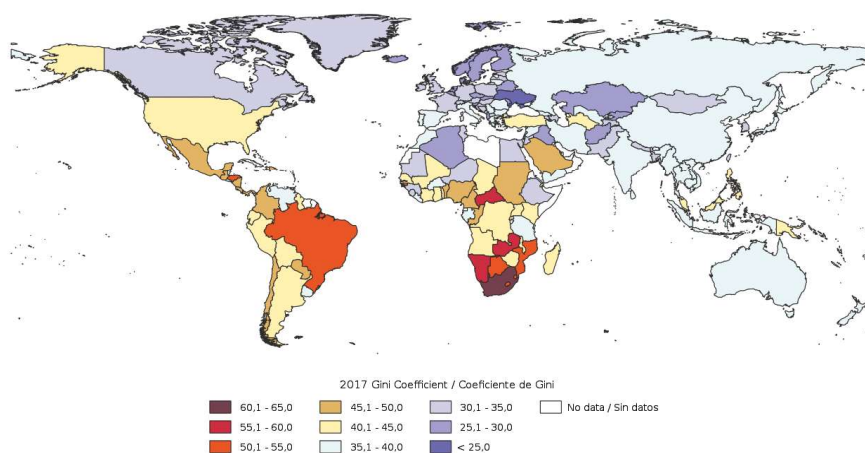 2017 Gini Coefficient / Coeficiente de Gini
60,1 - 65,0
55,1 - 60,0
50,1 - 55,0
45,1 - 50,0
40,1 - 45,0
35,1 - 40,0
30,1 - 35,0
25,1 - 30,0
< 25,0
No data / Sin datos